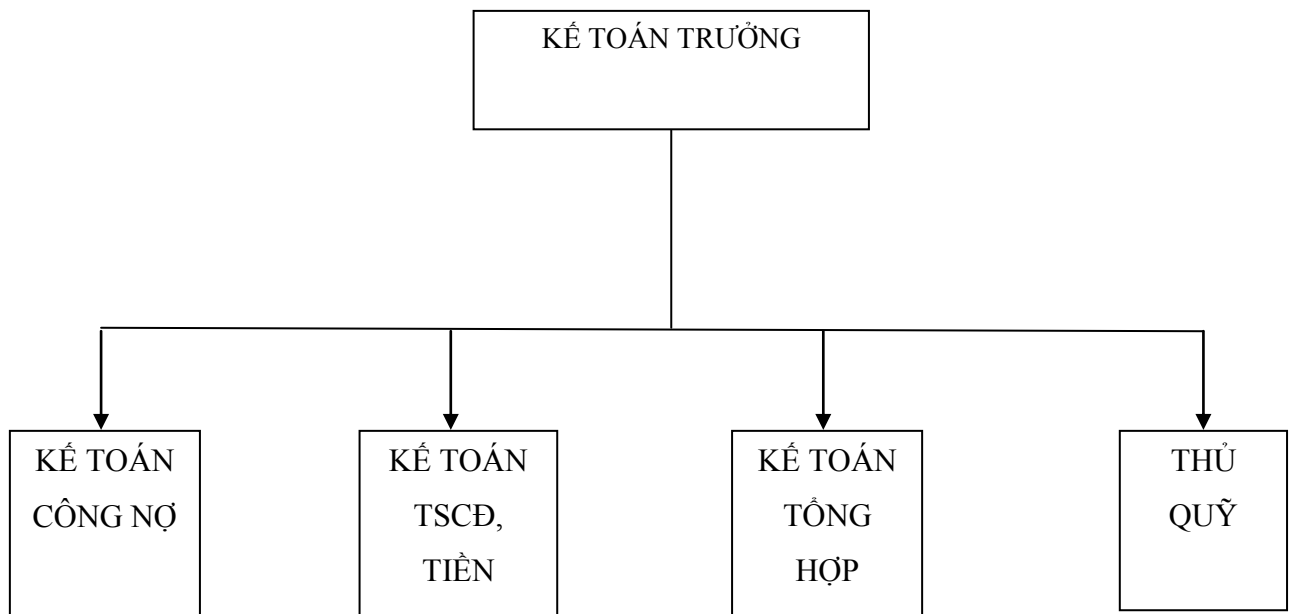 KẾ TOÁN TRƯỞNG
KẾ TOÁN
CÔNG NỢ
KẾ TOÁN
TSCĐ,
TIỀN
KẾ TOÁN
TỔNG
HỢP
THỦ
QUỸ